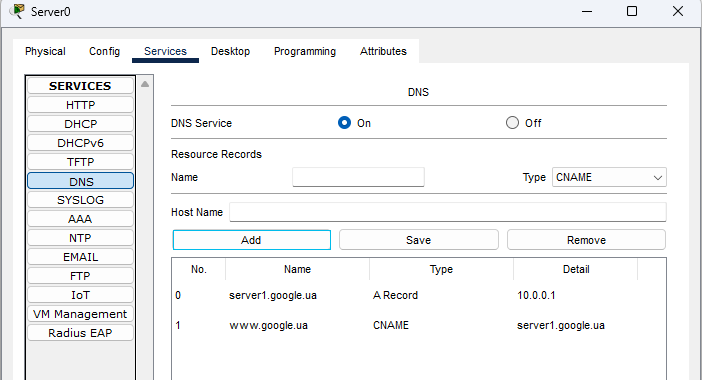 Server0
Physical Config Services Desktop Programming Attributes
SERVICES
HTTP
DHCP
DHCPv6
TFTP
DNS
SYSLOG
AAA
NTP
EMAIL
FTP
IoT
VM Management
Radius EAP
DNS
DNS Service On Off
Resource Records
Name Type CNAME
Host Name
Add Save Remove
No. Name Type Detail
0 server1.google.ua A Record 10.0.0.1
1 www.google.ua CNAME server1.google.ua